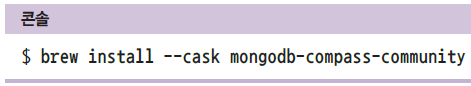 콘솔
$ brew install --cask mongodb-compass-community